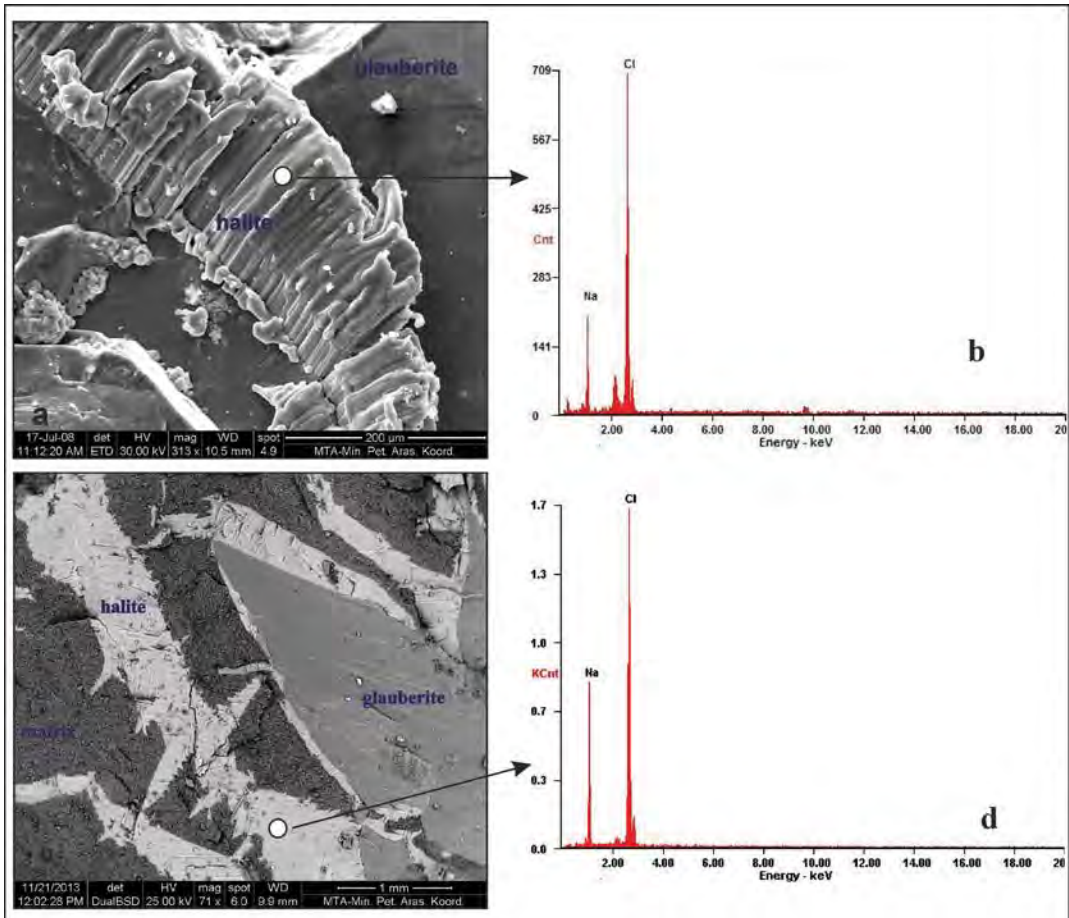 glauberite
halite
a
17-Jul-08 det HV mag WD spot 200 µm
11:12:20 AM ETD 30.00 kV 313 x 10.5 mm 4.9 MTA-Min. Pet. Aras. Koord.
709
567
425
283
141
0
Cnt
Na
Cl
b
2.00 4.00 6.00 8.00 10.00 12.00 14.00 16.00 18.00 20
Energy - keV
halite
glauberite
matrix
11/21/2013 det HV mag spot WD 1 mm
12:02:28 PM DualBSD 25.00 kV 71 x 6.0 9.9 mm MTA-Min. Pet. Aras. Koord.
1.7
1.3
1.0
0.7
0.3
0.0
KCnt
Na
Cl
d
2.00 4.00 6.00 8.00 10.00 12.00 14.00 16.00 18.00 20
Energy - keV